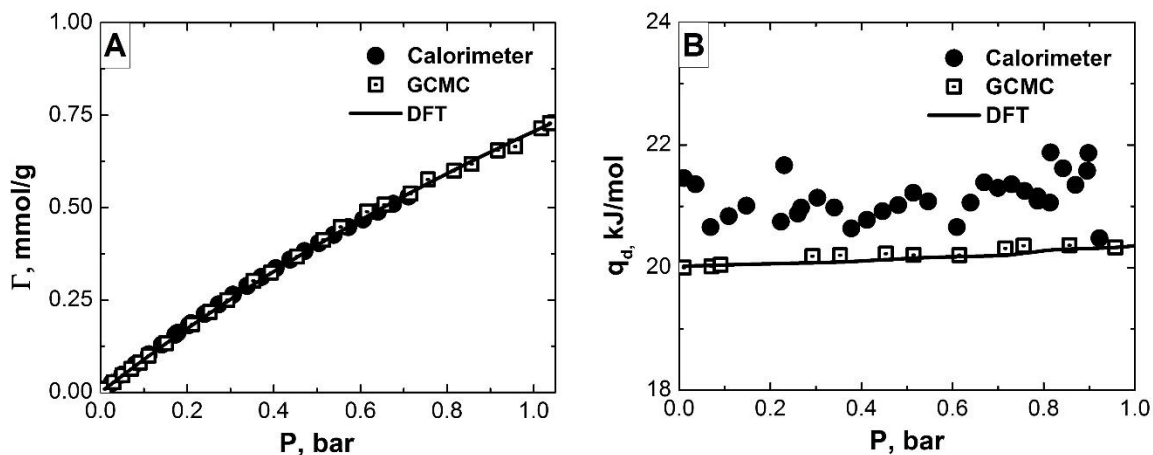 A
Calorimeter
GCMC
DFT
Γ, mmol/g
1.00
0.75
0.50
0.25
0.00
0.0 0.2 0.4 0.6 0.8 1.0
P, bar
B
Calorimeter
GCMC
DFT
q_d, kJ/mol
24
22
20
18
0.0 0.2 0.4 0.6 0.8 1.0
P, bar